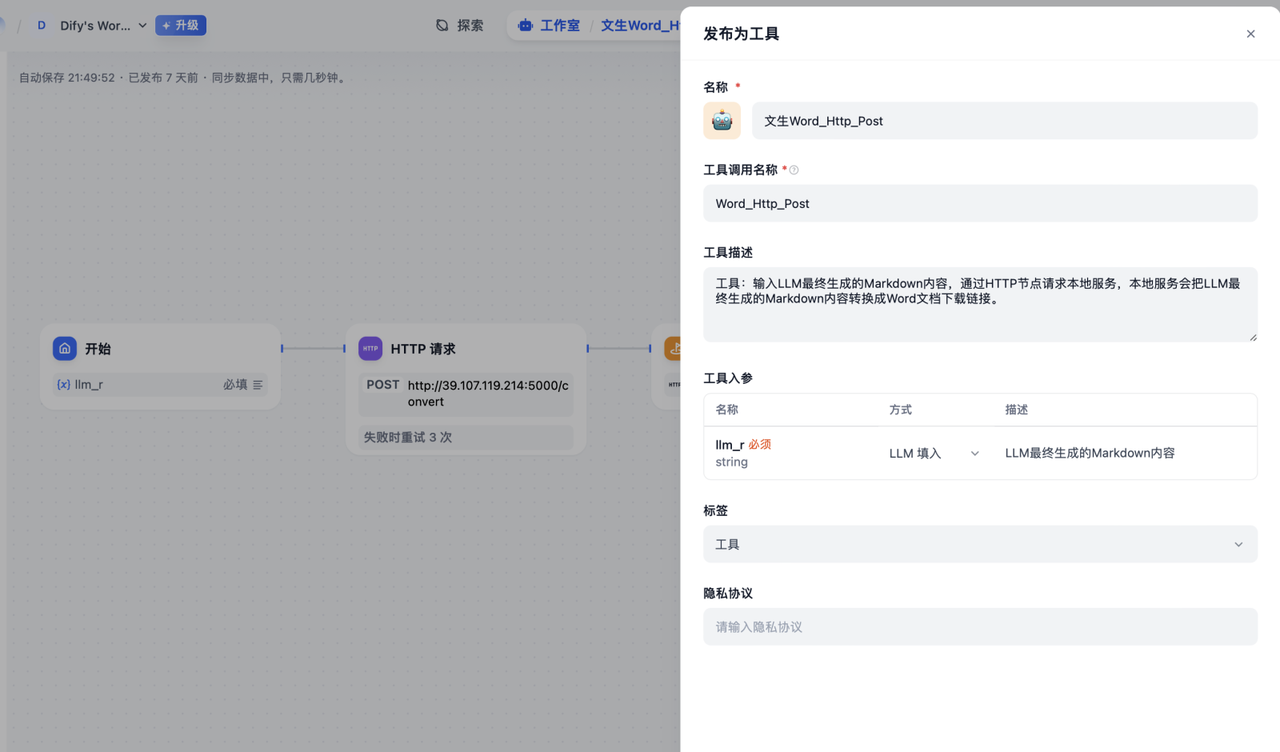 D Dify's Wor... 升级 探索 工作室 / 文生Word_H
自动保存 21:49:52 · 已发布 7 天前 · 同步数据中，只需几秒钟。
开始
{x} llm_r 必填
HTTP HTTP 请求
POST http://39.107.119.214:5000/c
onvert
失败时重试 3 次
发布为工具
名称 *
文生Word_Http_Post
工具调用名称 *
Word_Http_Post
工具描述
工具：输入LLM最终生成的Markdown内容，通过HTTP节点请求本地服务，本地服务会把LLM最
终生成的Markdown内容转换成Word文档下载链接。
工具入参
名称 方式 描述
llm_r 必须 LLM 填入 LLM最终生成的Markdown内容
string
标签
工具
隐私协议
请输入隐私协议